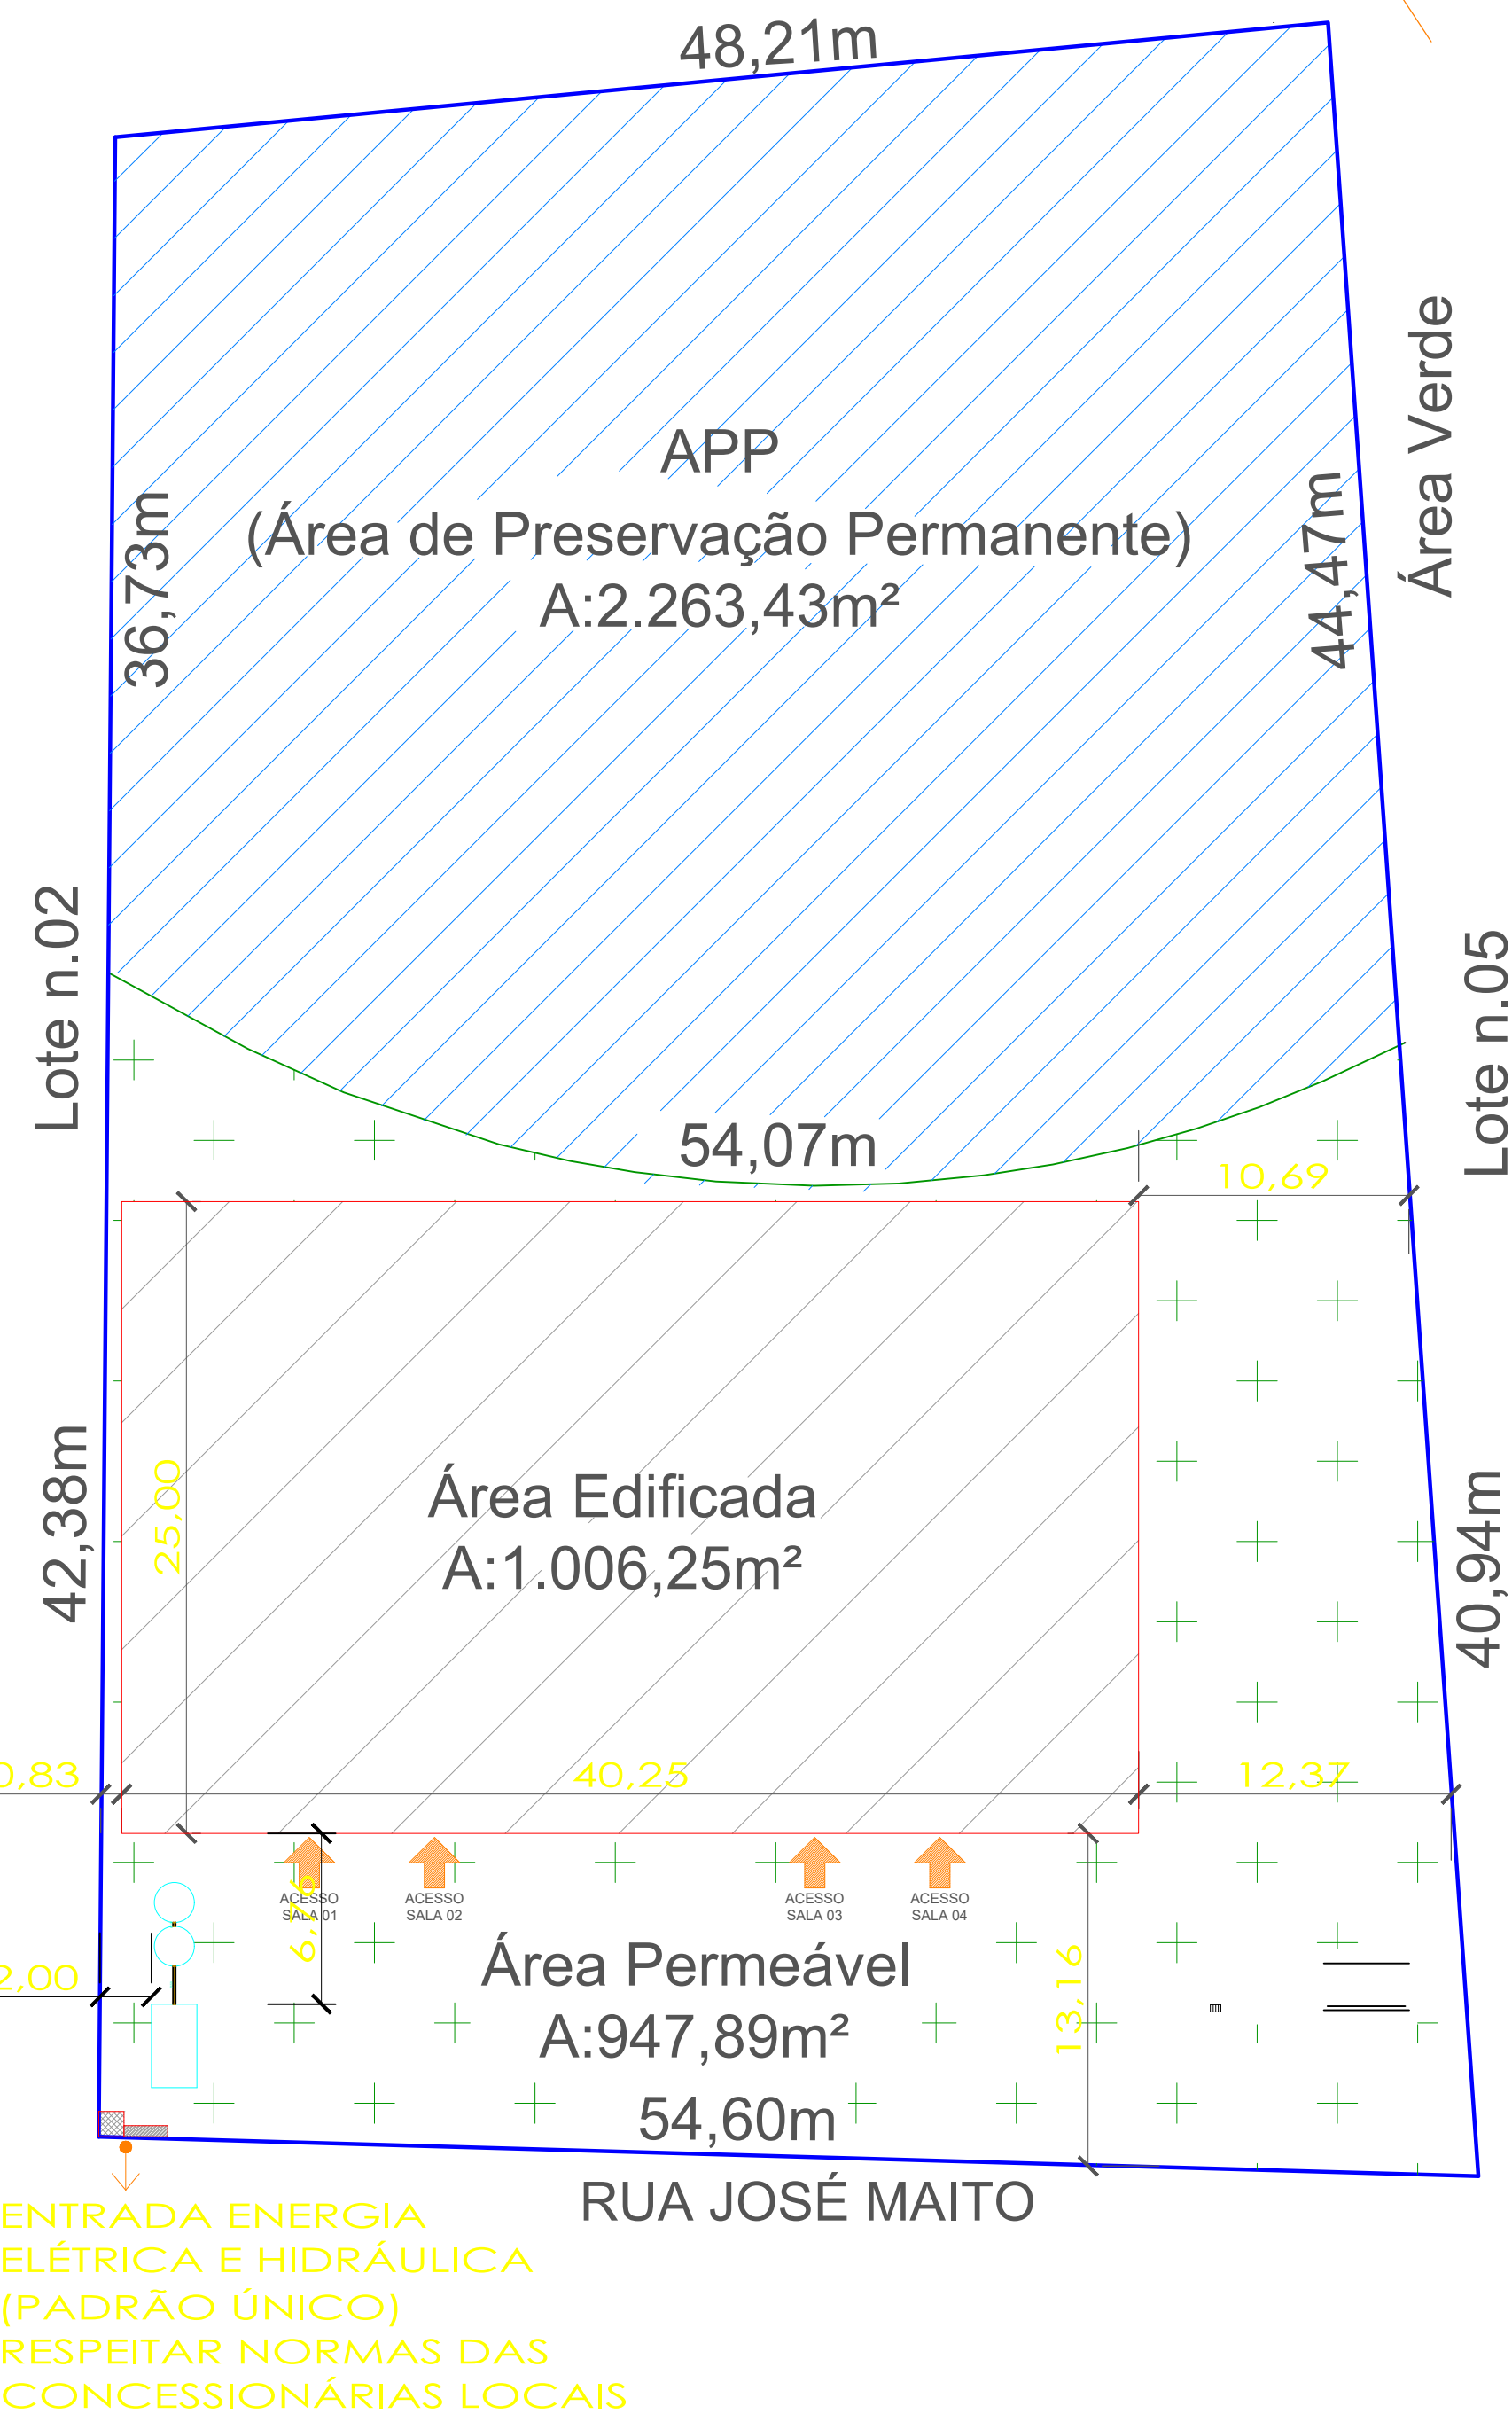 48,21m
APP
(Área de Preservação Permanente)
A:2.263,43m²
36,73m
44,47m
Área Verde
Lote n.02
Lote n.05
54,07m
10,69
42,38m
25,00
Área Edificada
A:1.006,25m²
40,94m
0,83
40,25
12,37
ACESSO
SALA 01
ACESSO
SALA 02
ACESSO
SALA 03
ACESSO
SALA 04
6,76
2,00
Área Permeável
A:947,89m²
13,16
54,60m
RUA JOSÉ MAITO
ENTRADA ENERGIA
ELÉTRICA E HIDRÁULICA
(PADRÃO ÚNICO)
RESPEITAR NORMAS DAS
CONCESSIONÁRIAS LOCAIS